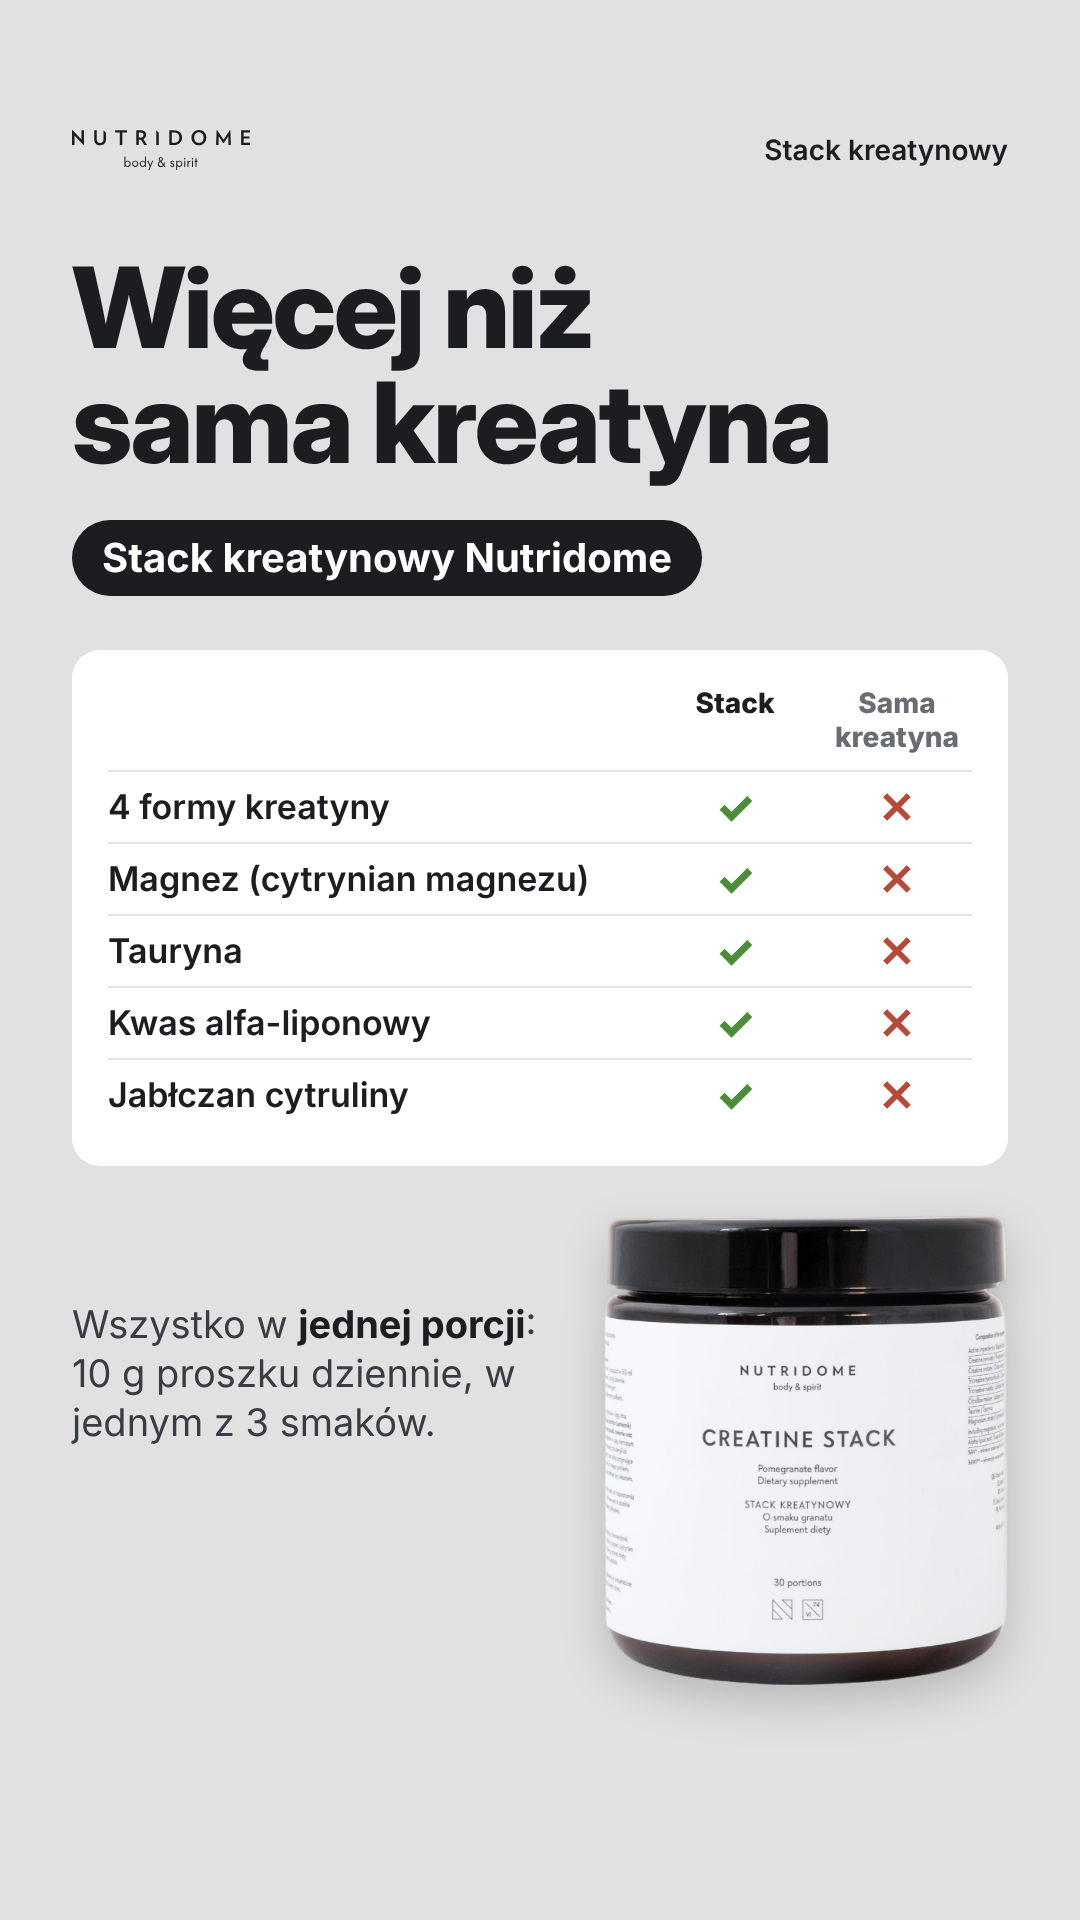 NUTRIDOME
body & spirit
Stack kreatynowy
Więcej niż
sama kreatyna
Stack kreatynowy Nutridome
Stack
Sama
kreatyna
4 formy kreatyny
Magnez (cytrynian magnezu)
Tauryna
Kwas alfa-liponowy
Jabłczan cytruliny
Wszystko w jednej porcji:
10 g proszku dziennie, w
jednym z 3 smaków.
NUTRIDOME
body & spirit
CREATINE STACK
Pomegranate flavor
Dietary supplement
STACK KREATYNOWY
O smaku granatu
Suplement diety
30 portions